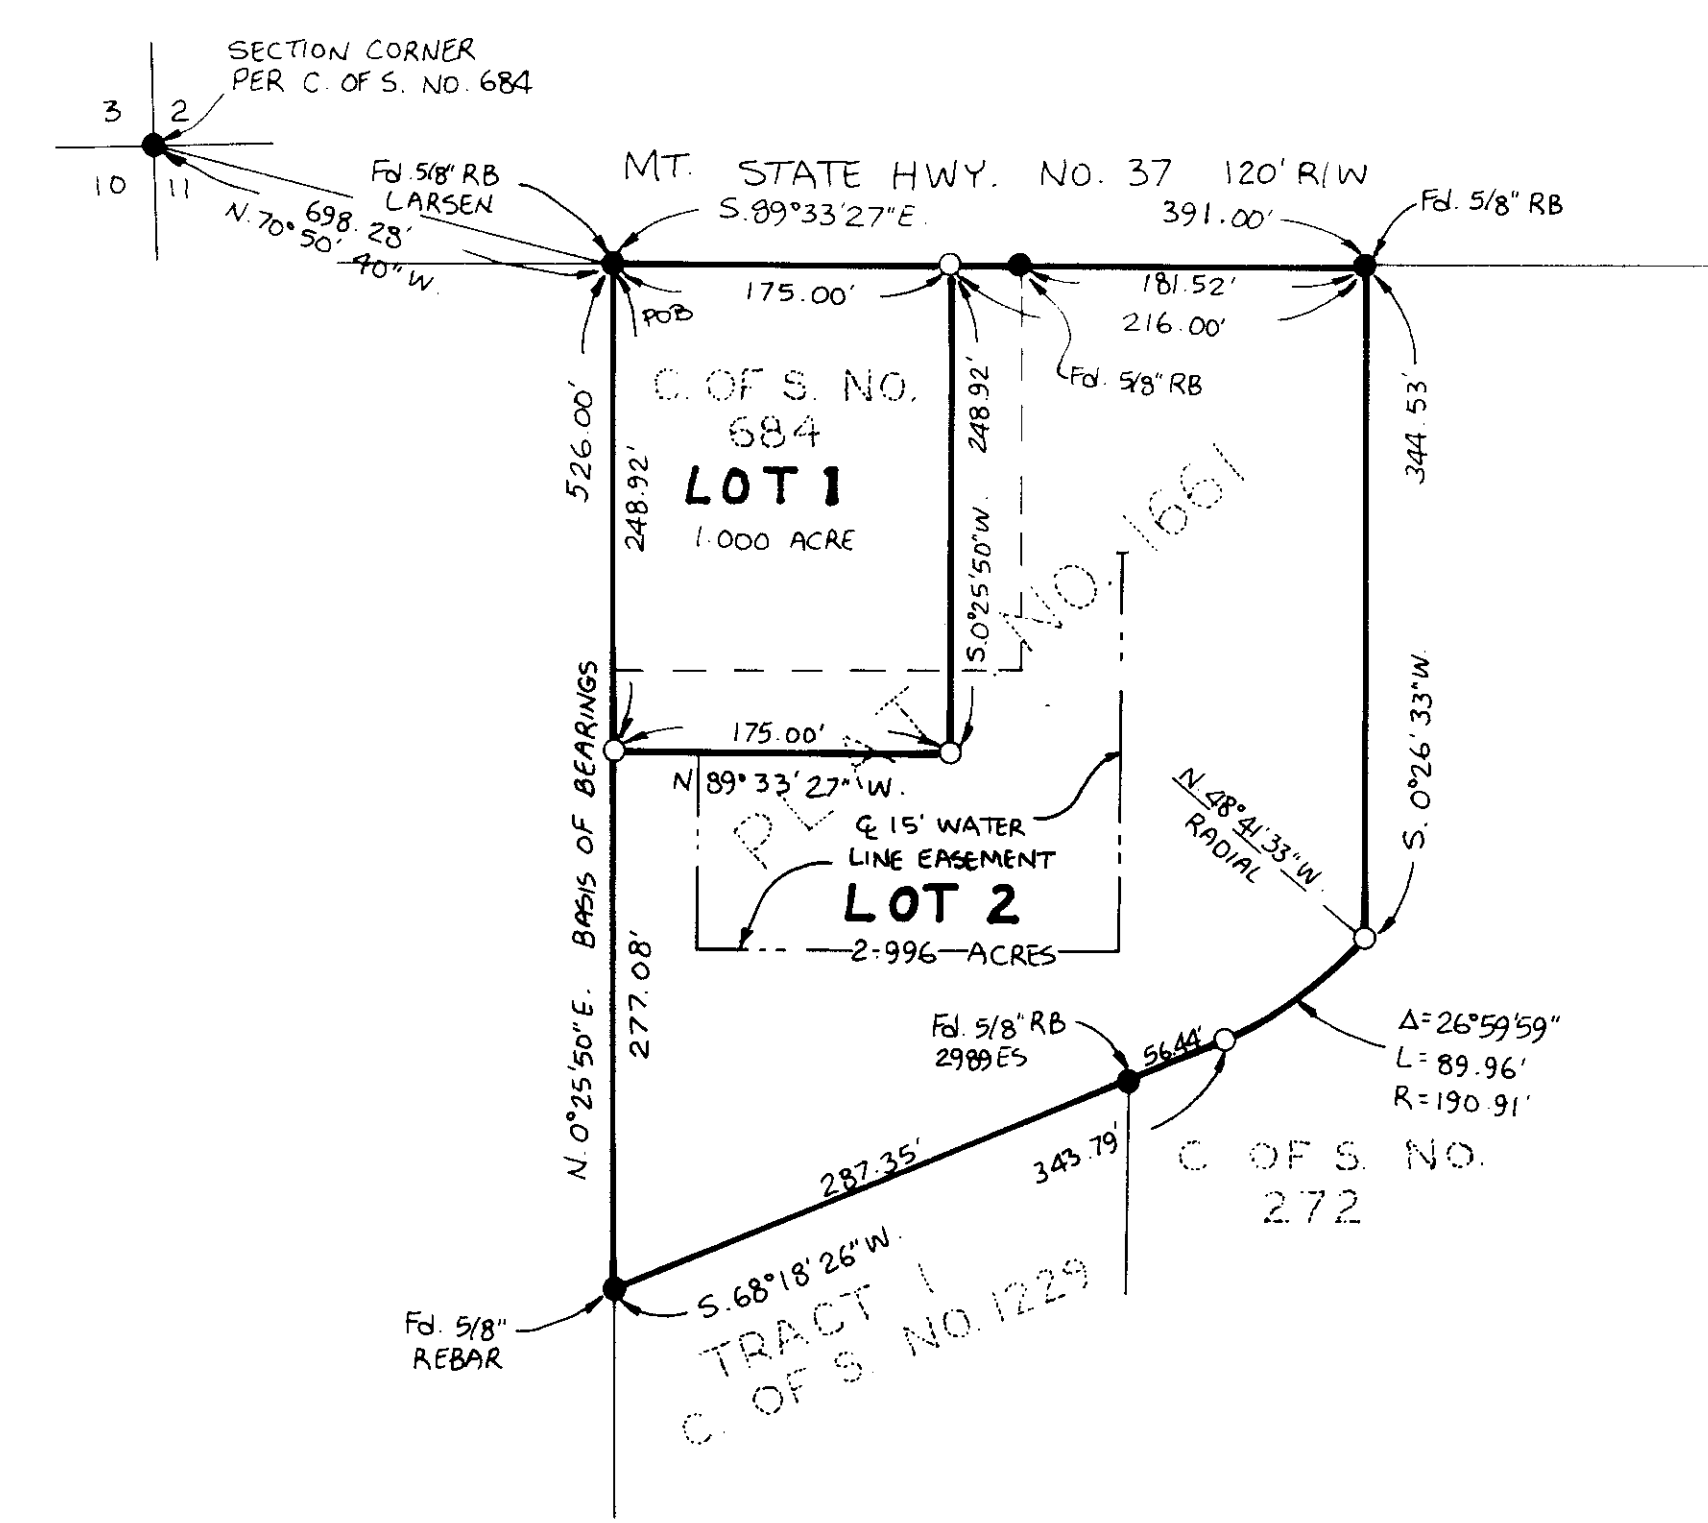 SECTION CORNER
PER C. OF S. NO. 684
3 2
10 11
N. 70° 50' 40" W.
698.28'
Fd. 5/8" RB
LARSEN
MT. STATE HWY. NO. 37 120' R/W
S. 89°33'27"E.
391.00'
Fd. 5/8" RB
175.00'
181.52'
216.00'
POB
Fd. 5/8" RB
526.00'
248.92'
C. OF S. NO.
684
LOT 1
1.000 ACRE
248.92'
S. 0°25'50"W.
344.53'
S. 0°26'33"W.
PLAT NO. 1661
175.00'
N 89°33'27" W.
℄ 15' WATER
LINE EASEMENT
LOT 2
2.996 ACRES
N. 48°41'33"W.
RADIAL
N. 0°25'50"E. BASIS OF BEARINGS
277.08'
Fd. 5/8" RB
2989ES
56.44'
Δ=26°59'59"
L=89.96'
R=190.91'
287.35'
343.79'
C OF S. NO.
272
S. 68°18'26"W.
TRACT 1
C. OF S. NO. 1229
Fd. 5/8"
REBAR